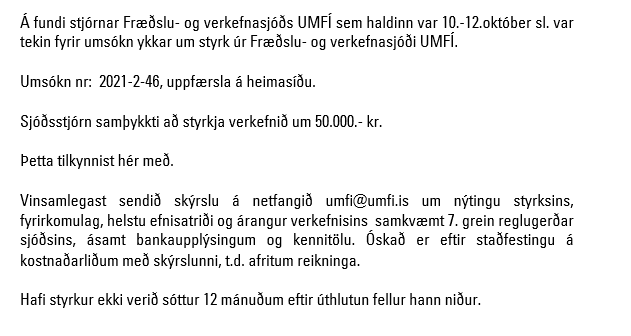 Á fundi stjórnar Fræðslu- og verkefnasjóðs UMFÍ sem haldinn var 10.-12.október sl. var
tekin fyrir umsókn ykkar um styrk úr Fræðslu- og verkefnasjóði UMFÍ.
Umsókn nr: 2021-2-46, uppfærsla á heimasíðu.
Sjóðsstjórn samþykkti að styrkja verkefnið um 50.000.- kr.
Þetta tilkynnist hér með.
Vinsamlegast sendið skýrslu á netfangið umfi@umfi.is um nýtingu styrksins,
fyrirkomulag, helstu efnisatriði og árangur verkefnisins samkvæmt 7. grein reglugerðar
sjóðsins, ásamt bankaupplýsingum og kennitölu. Óskað er eftir staðfestingu á
kostnaðarliðum með skýrslunni, t.d. afritum reikninga.
Hafi styrkur ekki verið sóttur 12 mánuðum eftir úthlutun fellur hann niður.